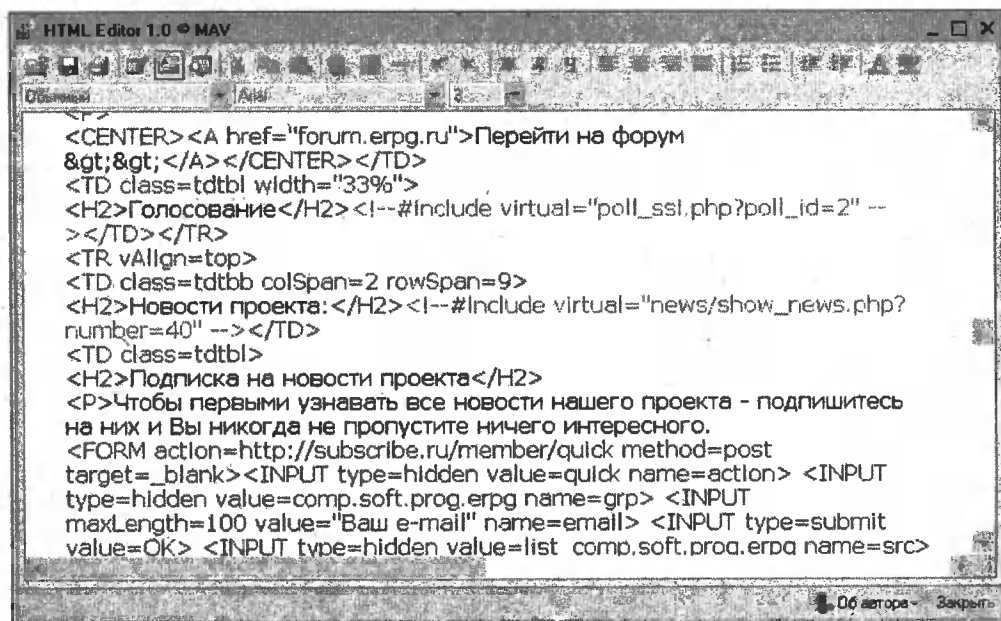 HTML Editor 1.0 © MAV
Обычный Arial 3
<P>
<CENTER><A href="forum.erpg.ru">Перейти на форум
&gt;&gt;</A></CENTER></TD>
<TD class=tdtbl width="33%">
<H2>Голосование</H2><!--#include virtual="poll_ssi.php?poll_id=2" --
></TD></TR>
<TR vAlign=top>
<TD class=tdtbb colSpan=2 rowSpan=9>
<H2>Новости проекта:</H2><!--#include virtual="news/show_news.php?
number=40" --></TD>
<TD class=tdtbl>
<H2>Подписка на новости проекта</H2>
<P>Чтобы первыми узнавать все новости нашего проекта - подпишитесь
на них и Вы никогда не пропустите ничего интересного.
<FORM action=http://subscribe.ru/member/quick method=post
target=_blank><INPUT type=hidden value=quick name=action> <INPUT
type=hidden value=comp.soft.prog.erpg name=grp> <INPUT
maxLength=100 value="Ваш e-mail" name=email> <INPUT type=submit
value=OK> <INPUT type=hidden value=list_comp.soft.prog.erpg name=src>
Об авторе Закрыть